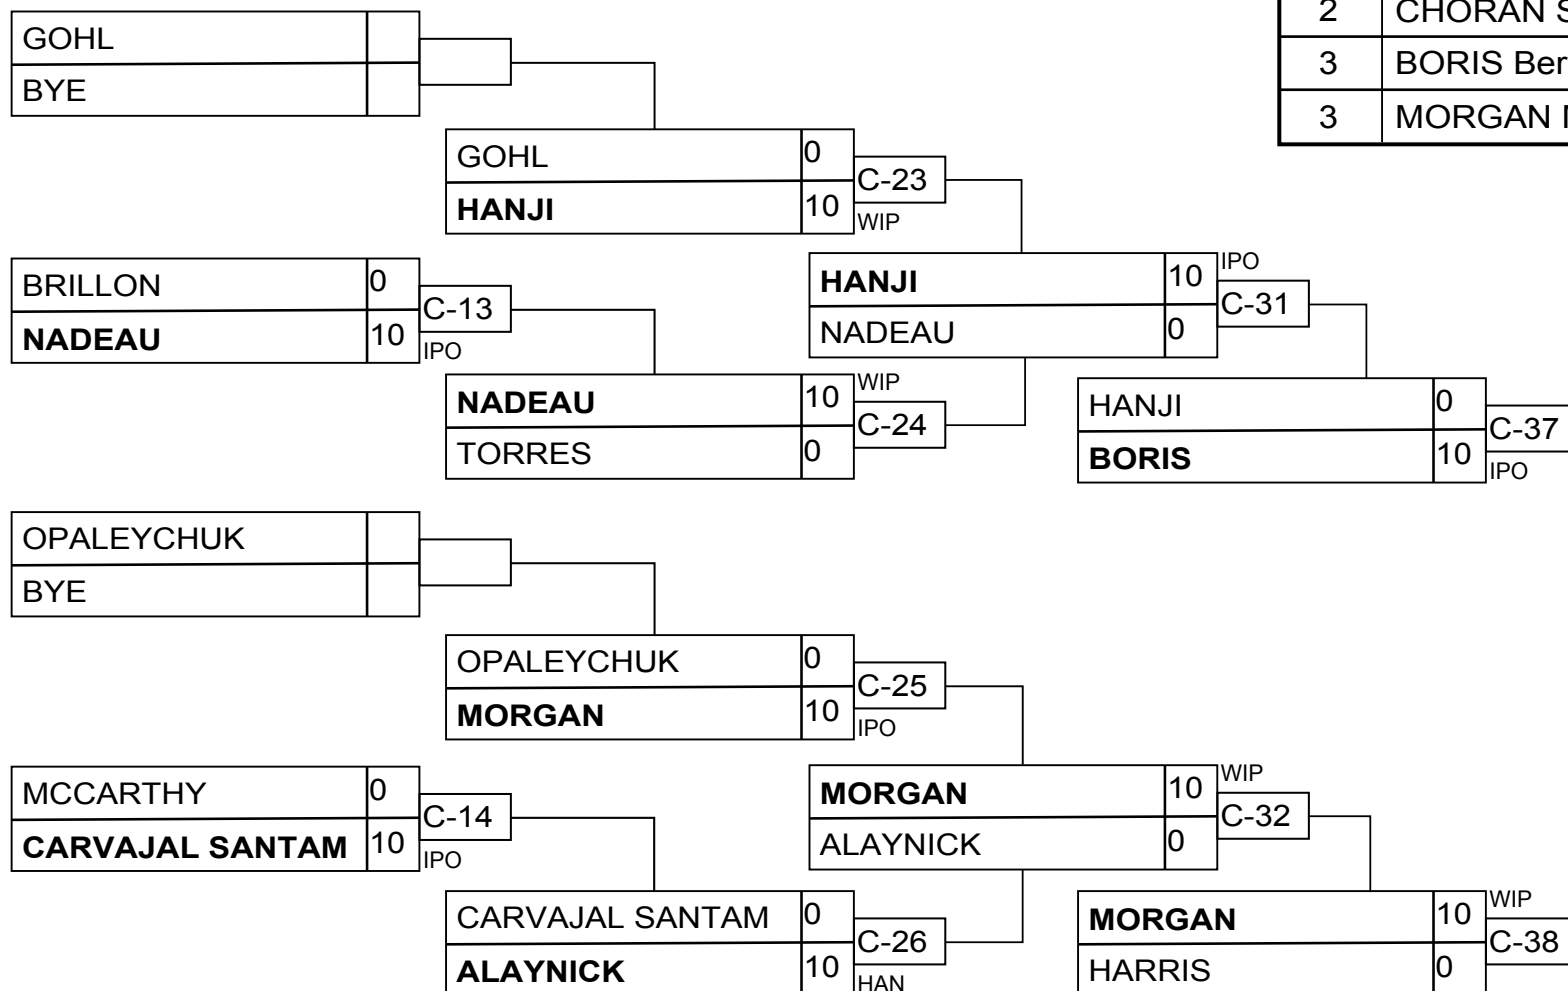 2 CHORAN S
3 BORIS Ber
3 MORGAN
GOHL
BYE
GOHL 0
C-23
HANJI 10
WIP
BRILLON 0
C-13
NADEAU 10
IPO
HANJI 10
IPO
C-31
NADEAU 0
NADEAU 10
WIP
C-24
TORRES 0
HANJI 0
C-37
BORIS 10
IPO
OPALEYCHUK
BYE
OPALEYCHUK 0
C-25
MORGAN 10
IPO
MCCARTHY 0
C-14
CARVAJAL SANTAM 10
IPO
MORGAN 10
WIP
C-32
ALAYNICK 0
CARVAJAL SANTAM 0
C-26
ALAYNICK 10
HAN
MORGAN 10
WIP
C-38
HARRIS 0